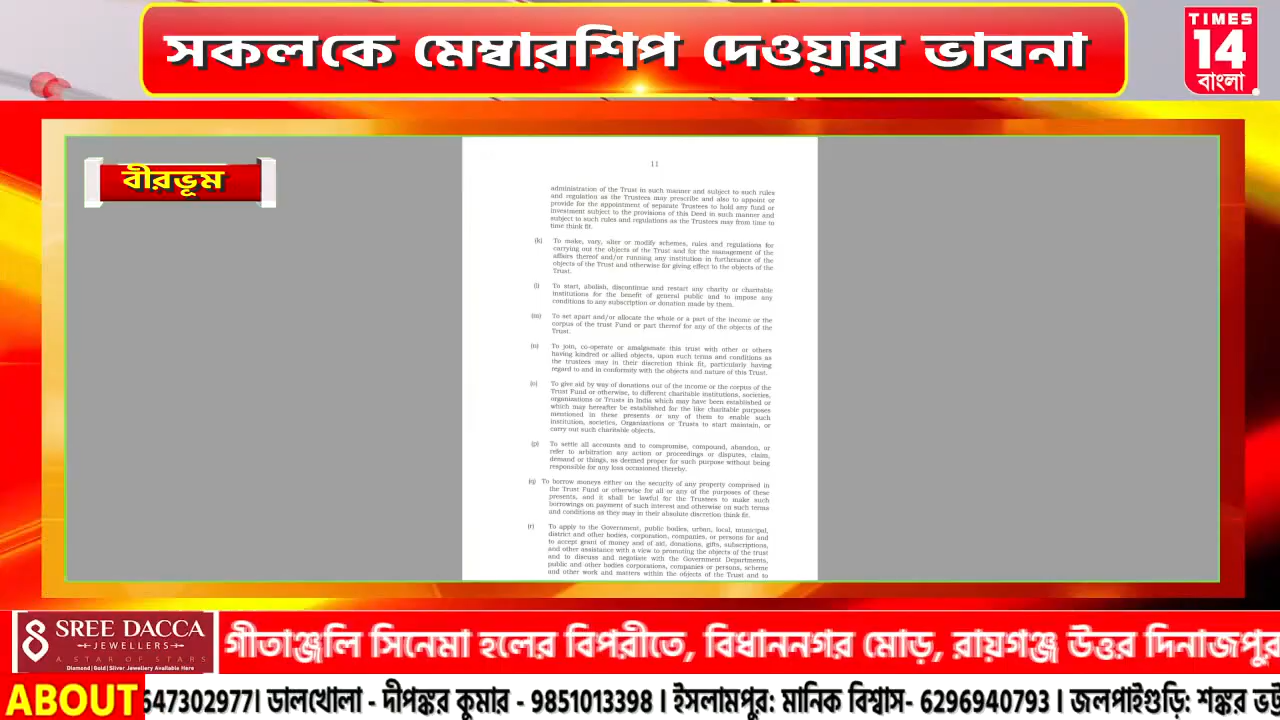 সকলকে মেম্বারশিপ দেওয়ার ভাবনা
TIMES
14
বাংলা
বীরভূম
11
administration of the Trust in such manner and subject to such rules
and regulation as the Trustees may prescribe and also to appoint or
provide for the appointment of separate Trustees to hold any fund or
investment subject to the provisions of this Deed in such manner and
subject to such rules and regulations as the Trustees may from time to
time think fit.
(k) To make, vary, alter or modify schemes, rules and regulations for
carrying out the objects of the Trust and for the management of the
affairs thereof and/or running any institution in furtherance of the
objects of the Trust and otherwise for giving effect to the objects of the
Trust.
(l) To start, abolish, discontinue and restart any charity or charitable
institutions for the benefit of general public and to impose any
conditions to any subscription or donation made by them.
(m) To set apart and/or allocate the whole or a part of the income or the
corpus of the trust Fund or part thereof for any of the objects of the
Trust.
(n) To join, co-operate or amalgamate this trust with other or others
having kindred or allied objects, upon such terms and conditions as
the trustees may in their discretion think fit, particularly having
regard to and in conformity with the objects and nature of this Trust.
(o) To give aid by way of donations out of the income or the corpus of the
Trust Fund or otherwise, to different charitable institutions, societies,
organizations or Trusts in India which may have been established or
which may hereafter be established for the like charitable purposes
mentioned in these presents or any of them to enable such
institution, societies, Organizations or Trusts to start maintain, or
carry out such charitable objects.
(p) To settle all accounts and to compromise, compound, abandon, or
refer to arbitration any action or proceedings or disputes, claim,
demand or things, as deemed proper for such purpose without being
responsible for any loss occasioned thereby.
(q) To borrow moneys either on the security of any property comprised in
the Trust Fund or otherwise for all or any of the purposes of these
presents, and it shall be lawful for the Trustees to make such
borrowings on payment of such interest and otherwise on such terms
and conditions as they may in their absolute discretion think fit.
(r) To apply to the Government, public bodies, urban, local, municipal,
district and other bodies, corporation, companies, or persons for and
to accept grant of money and of aid, donations, gifts, subscriptions,
and other assistance with a view to promoting the objects of the trust
and to discuss and negotiate with the Government Departments,
public and other bodies corporations, companies or persons, scheme
and other work and matters within the objects of the Trust and to
SREE DACCA
JEWELLERS
A STAR OF STARS
Diamond | Gold | Silver Jewellery Available Here
গীতাঞ্জলি সিনেমা হলের বিপরীতে, বিধাননগর মোড়, রায়গঞ্জ উত্তর দিনাজপুর
ABOUT
647302977। ডালখোলা - দীপঙ্কর কুমার - 9851013398 । ইসলামপুর: মানিক বিশ্বাস- 6296940793 । জলপাইগুড়ি: শঙ্কর